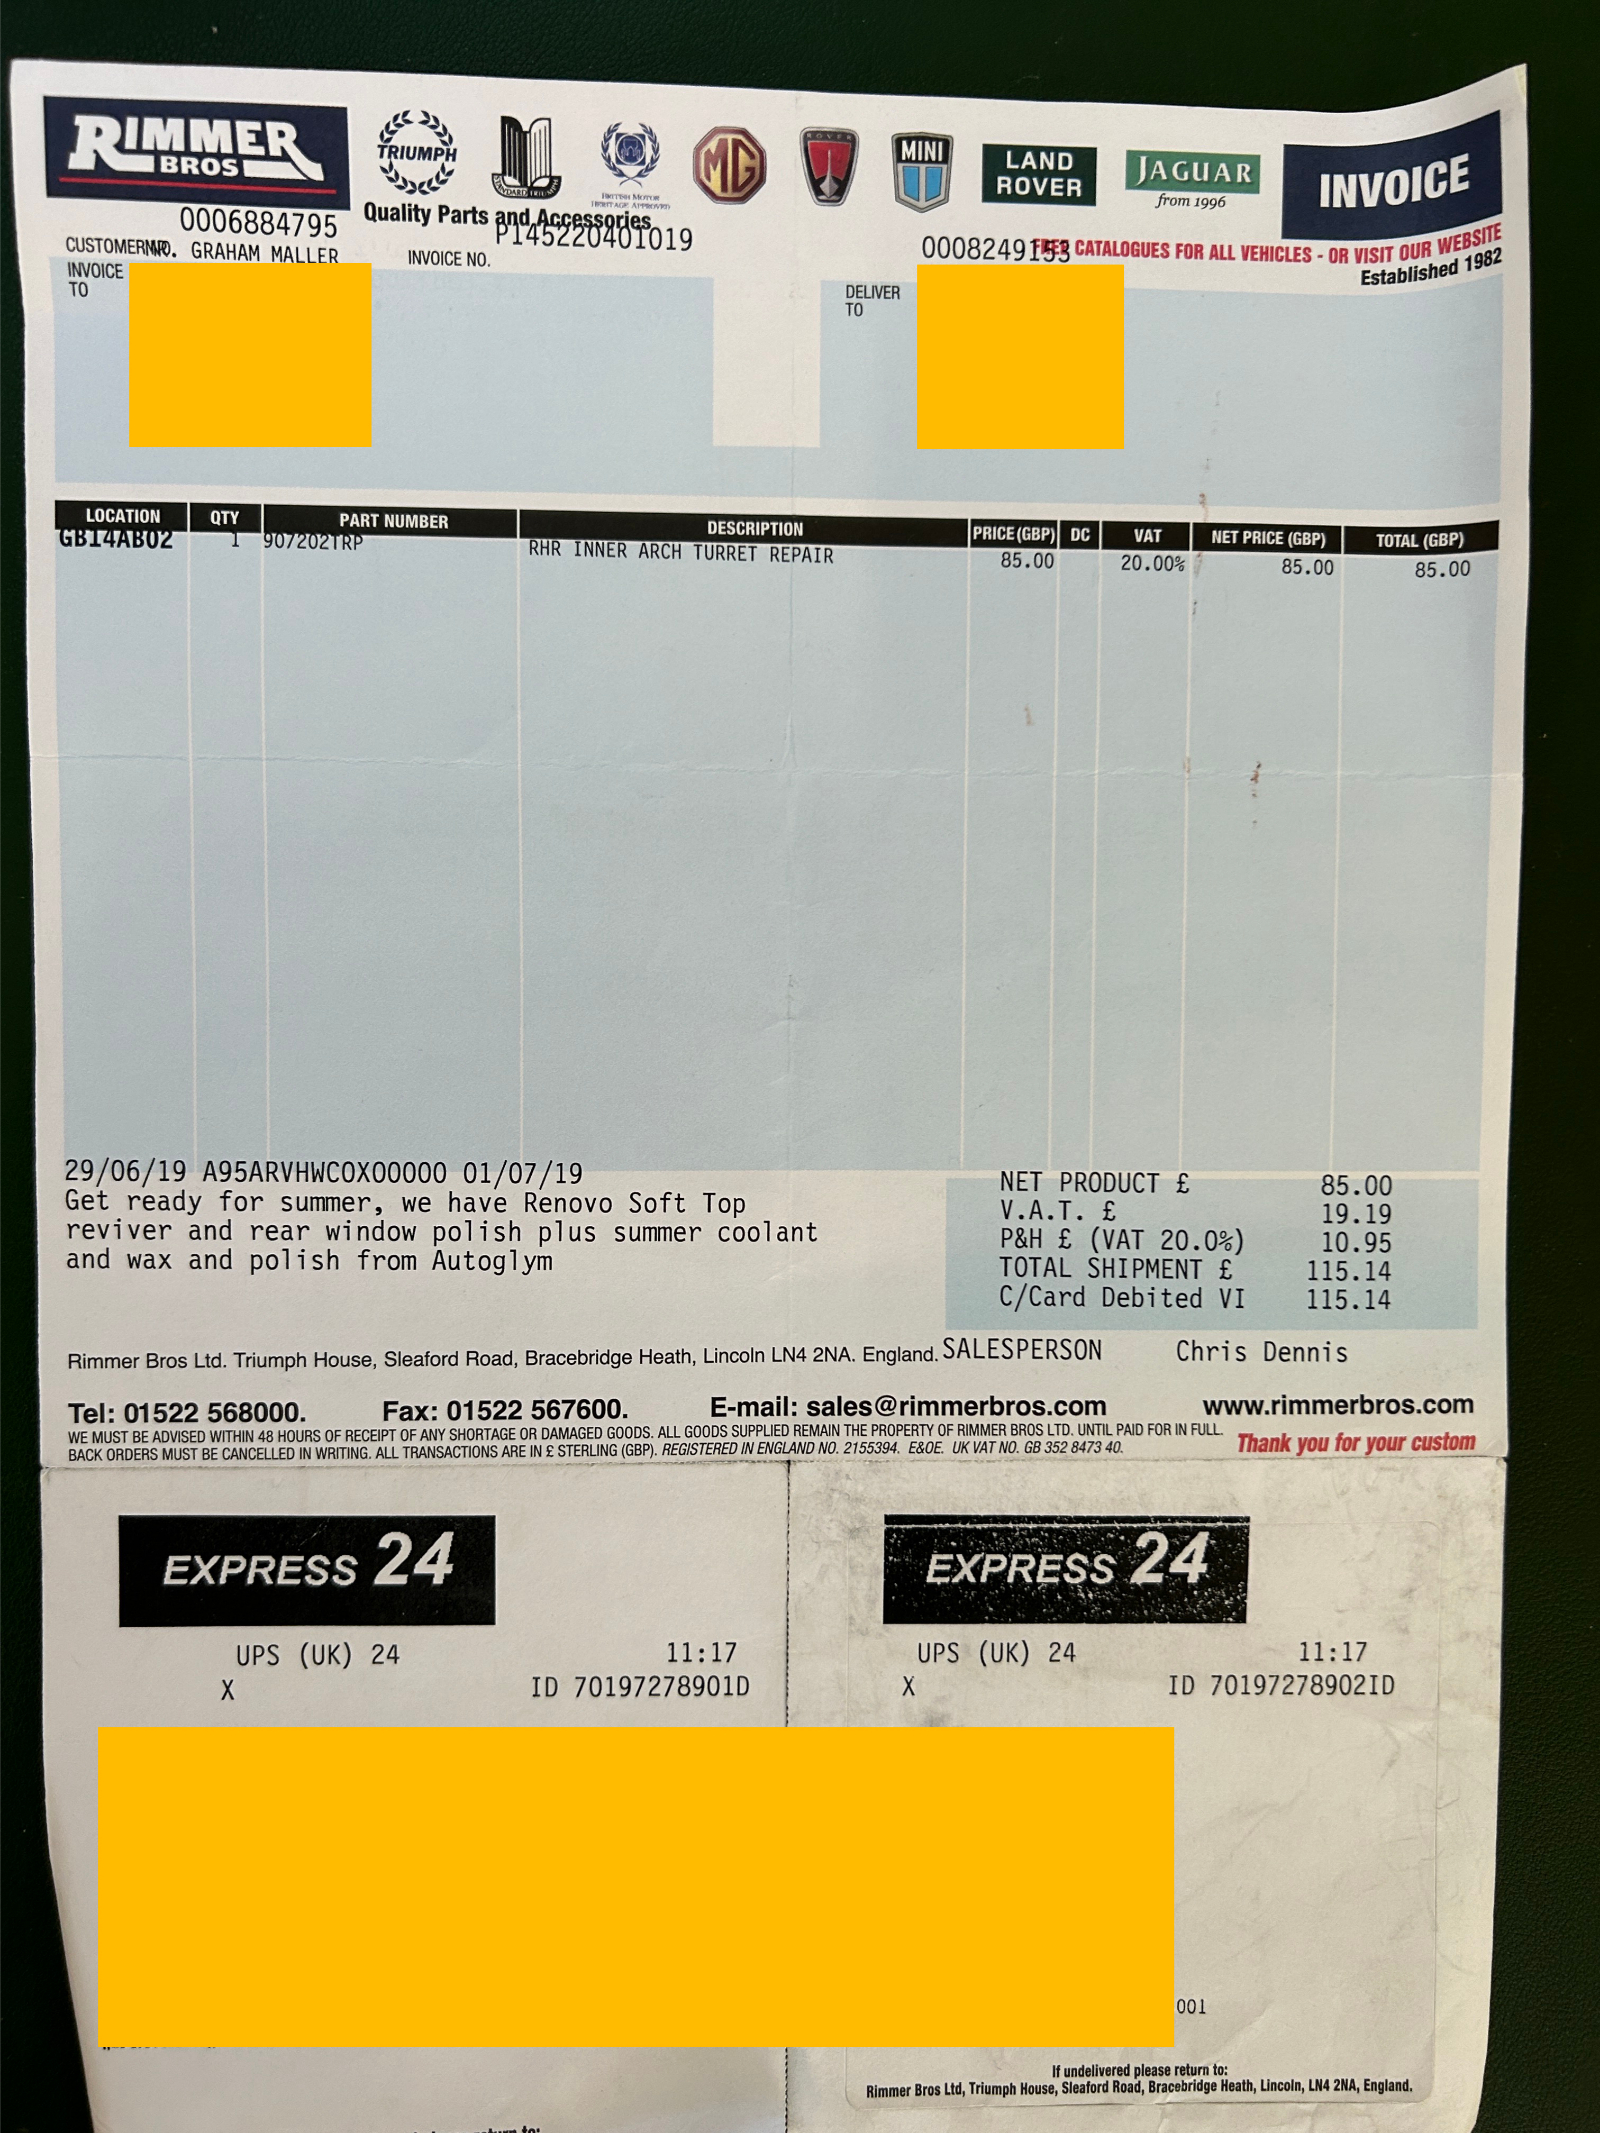 RIMMER
BROS
TRIUMPH
STANDARD TRIUMPH
BRITISH MOTOR
HERITAGE APPROVED
MG
ROVER
MINI
LAND
ROVER
JAGUAR
from 1996
INVOICE
Quality Parts and Accessories
0006884795
P145220401019
0008249153
FREE CATALOGUES FOR ALL VEHICLES - OR VISIT OUR WEBSITE
Established 1982
CUSTOMER NO.
MR. GRAHAM MALLER
INVOICE NO.
INVOICE
TO
DELIVER
TO
LOCATION QTY PART NUMBER DESCRIPTION PRICE(GBP) DC VAT NET PRICE (GBP) TOTAL (GBP)
GB14AB02 1 907202TRP RHR INNER ARCH TURRET REPAIR 85.00 20.00% 85.00 85.00
29/06/19 A95ARVHWCOX00000 01/07/19
Get ready for summer, we have Renovo Soft Top
reviver and rear window polish plus summer coolant
and wax and polish from Autoglym
NET PRODUCT £ 85.00
V.A.T. £ 19.19
P&H £ (VAT 20.0%) 10.95
TOTAL SHIPMENT £ 115.14
C/Card Debited VI 115.14
Rimmer Bros Ltd. Triumph House, Sleaford Road, Bracebridge Heath, Lincoln LN4 2NA. England.
SALESPERSON Chris Dennis
Tel: 01522 568000. Fax: 01522 567600. E-mail: sales@rimmerbros.com www.rimmerbros.com
WE MUST BE ADVISED WITHIN 48 HOURS OF RECEIPT OF ANY SHORTAGE OR DAMAGED GOODS. ALL GOODS SUPPLIED REMAIN THE PROPERTY OF RIMMER BROS LTD. UNTIL PAID FOR IN FULL.
BACK ORDERS MUST BE CANCELLED IN WRITING. ALL TRANSACTIONS ARE IN £ STERLING (GBP). REGISTERED IN ENGLAND NO. 2155394. E&OE. UK VAT NO. GB 352 8473 40.
Thank you for your custom
EXPRESS 24
UPS (UK) 24 11:17
X ID 70197278901D
EXPRESS 24
UPS (UK) 24 11:17
X ID 70197278902ID
001
If undelivered please return to:
Rimmer Bros Ltd, Triumph House, Sleaford Road, Bracebridge Heath, Lincoln, LN4 2NA, England.